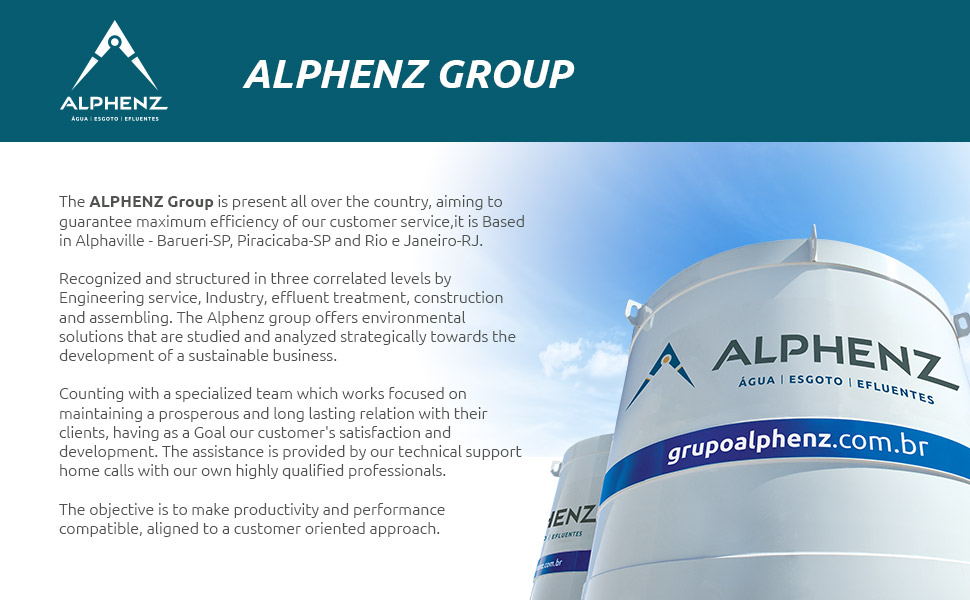 ALPHENZ
ÁGUA | ESGOTO | EFLUENTES
ALPHENZ GROUP
The ALPHENZ Group is present all over the country, aiming to
guarantee maximum efficiency of our customer service,it is Based
in Alphaville - Barueri-SP, Piracicaba-SP and Rio e Janeiro-RJ.
Recognized and structured in three correlated levels by
Engineering service, Industry, effluent treatment, construction
and assembling. The Alphenz group offers environmental
solutions that are studied and analyzed strategically towards the
development of a sustainable business.
Counting with a specialized team which works focused on
maintaining a prosperous and long lasting relation with their
clients, having as a Goal our customer's satisfaction and
development. The assistance is provided by our technical support
home calls with our own highly qualified professionals.
The objective is to make productivity and performance
compatible, aligned to a customer oriented approach.
ALPHENZ
ÁGUA | ESGOTO | EFLUENTES
grupoalphenz.com.br
HENZ
| EFLUENTES
.com.br